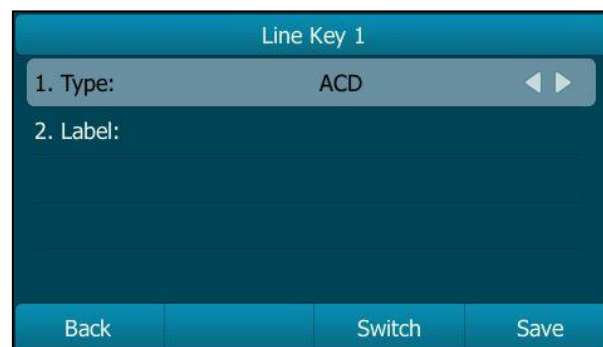 Line Key 1
1. Type: ACD
2. Label:
Back Switch Save